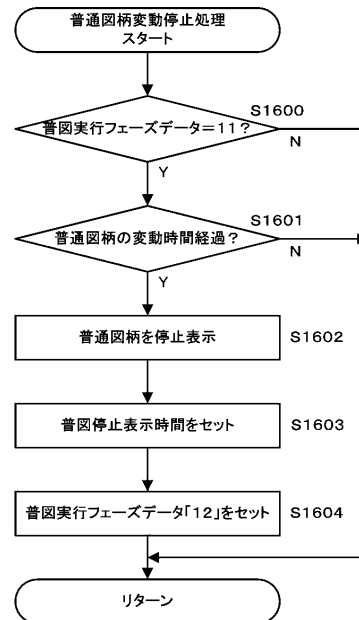 普通図柄変動停止処理
スタート
S1600
普図実行フェーズデータ=11?
N
Y
S1601
普通図柄の変動時間経過?
N
Y
普通図柄を停止表示
S1602
普図停止表示時間をセット
S1603
普図実行フェーズデータ「12」をセット
S1604
リターン